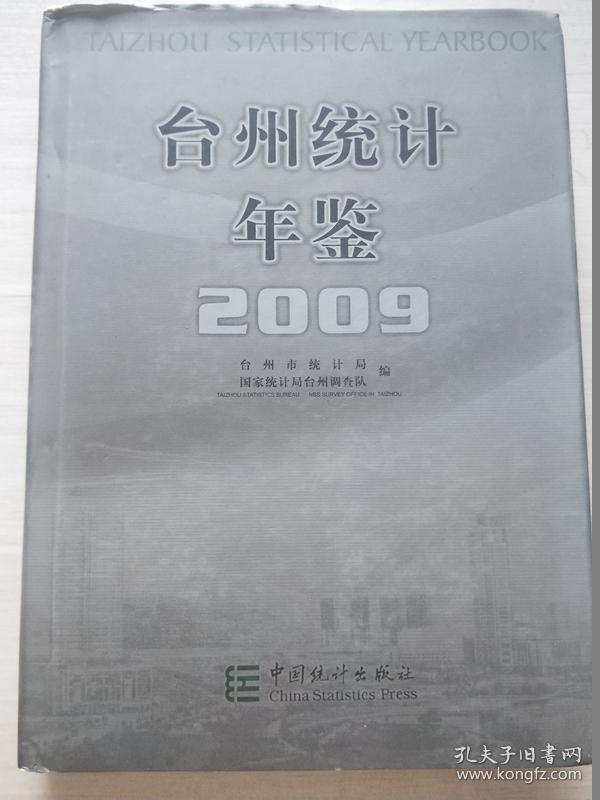 TAIZHOU STATISTICAL YEARBOOK
台州统计
年鉴
2009
台州市统计局
国家统计局台州调查队
编
TAIZHOU STATISTICS BUREAU NBS SURVEY OFFICE IN TAIZHOU
中国统计出版社
China Statistics Press
孔夫子旧书网
www.kongfz.com